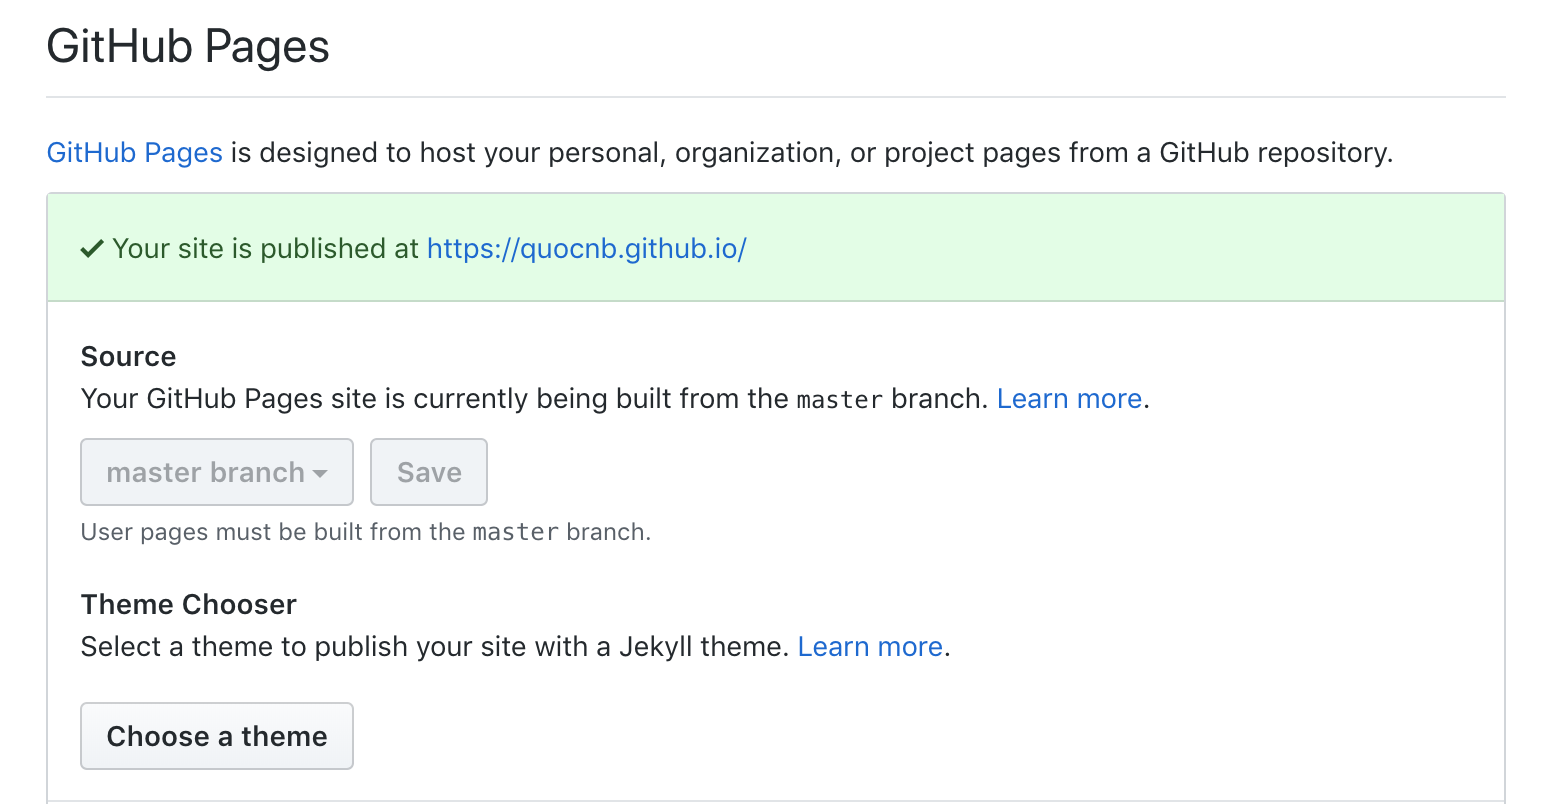 GitHub Pages
GitHub Pages is designed to host your personal, organization, or project pages from a GitHub repository.
Your site is published at https://quocnb.github.io/
Source
Your GitHub Pages site is currently being built from the master branch. Learn more.
master branch
Save
User pages must be built from the master branch.
Theme Chooser
Select a theme to publish your site with a Jekyll theme. Learn more.
Choose a theme